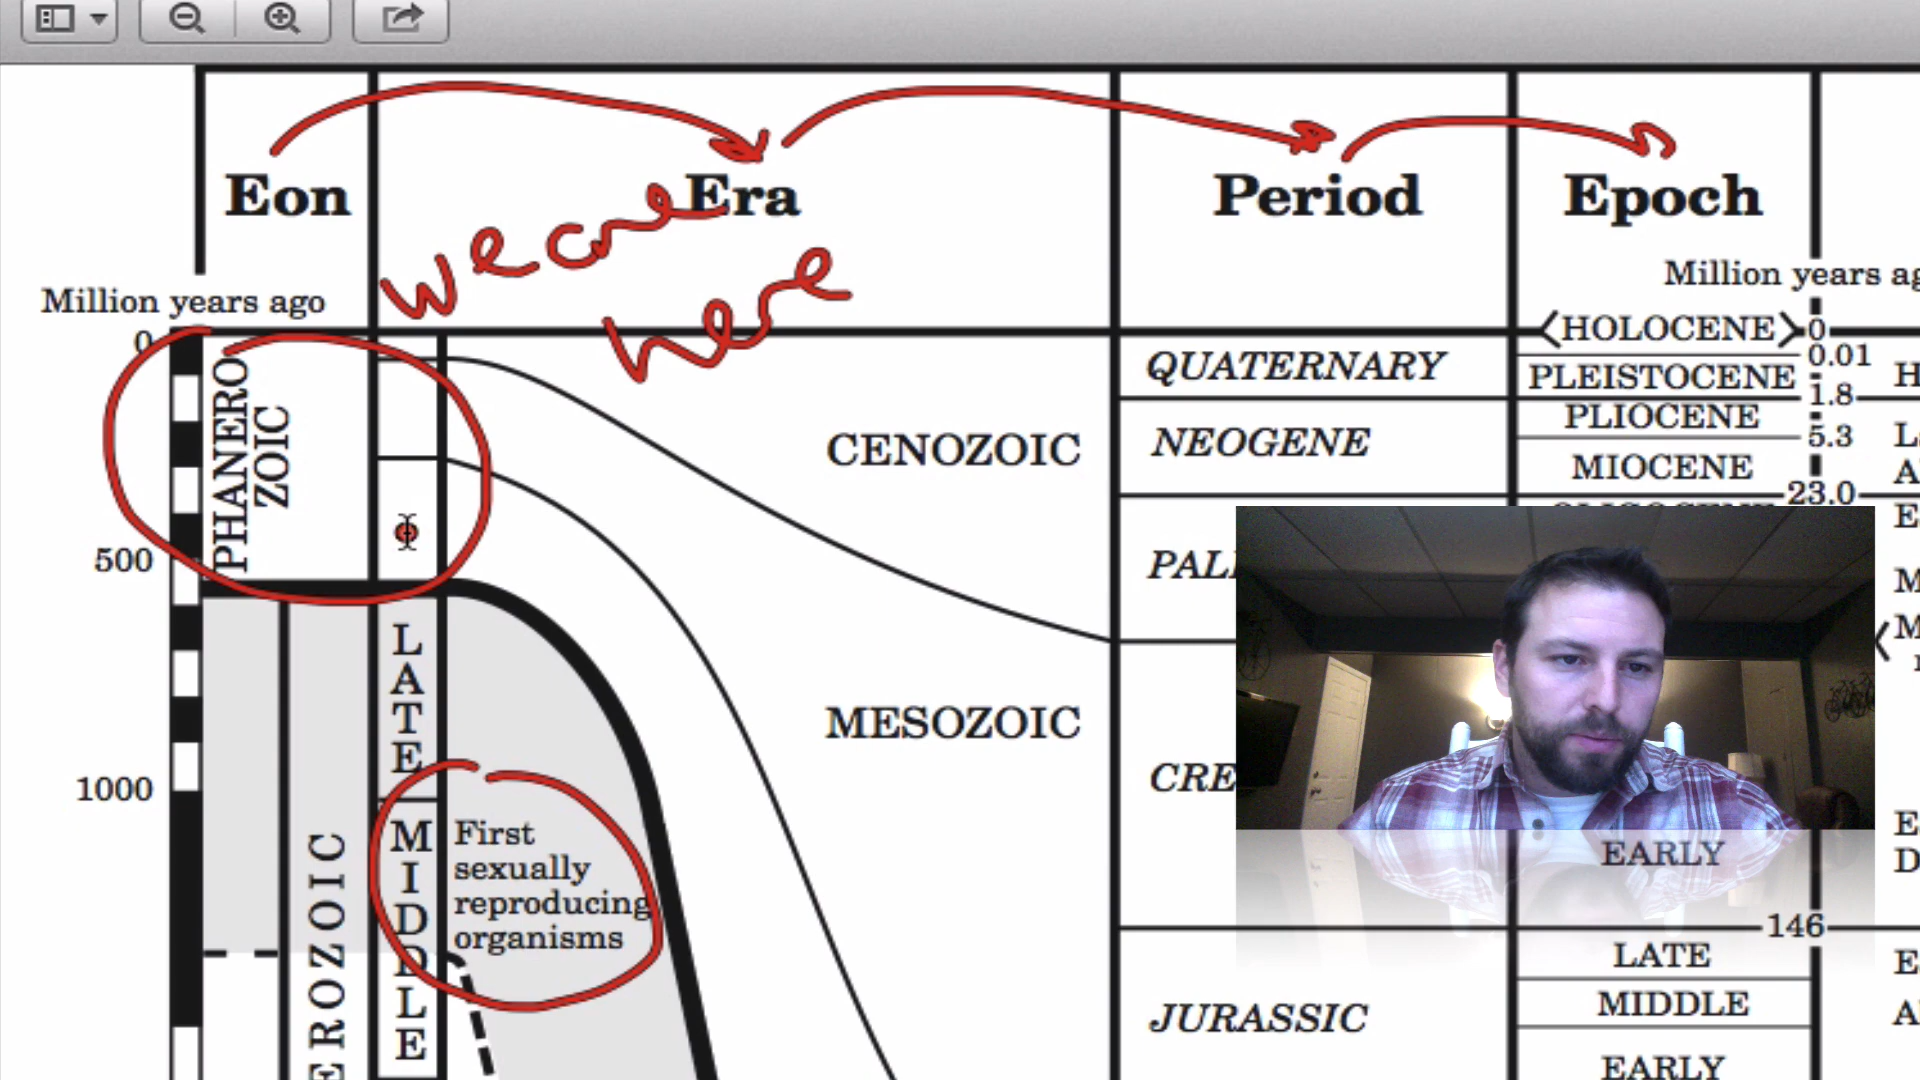 Eon
Era
Period
Epoch
we are
here
Million years ago
Million years ag
0
PHANERO
ZOIC
500
1000
LATE
MIDDLE
EROZOIC
First
sexually
reproducing
organisms
CENOZOIC
MESOZOIC
QUATERNARY
NEOGENE
PAL
CRE
JURASSIC
HOLOCENE
0
0.01
PLEISTOCENE
1.8
PLIOCENE
5.3
MIOCENE
23.0
EARLY
146
LATE
MIDDLE
EARLY
H
A
E
M
M
E
D
E